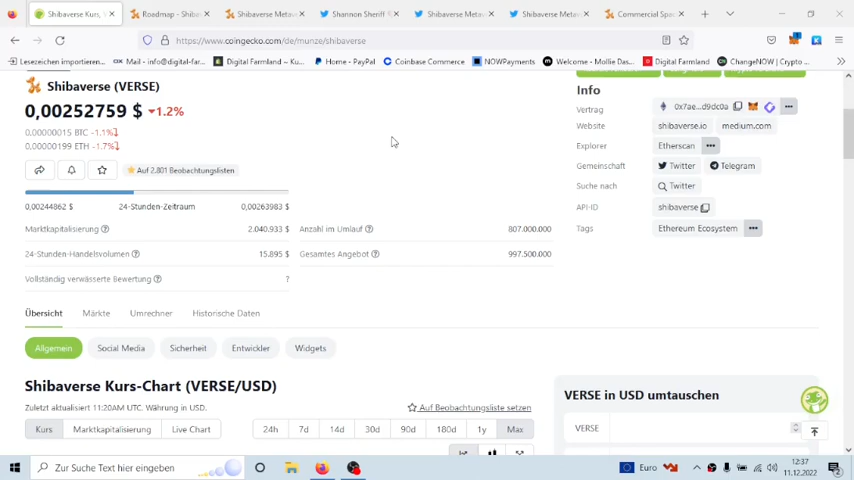 Shibaverse Kurs, V
Roadmap - Shiba
Shibaverse Metav
Shannon Sheriff
Shibaverse Metav
Shibaverse Metav
Commercial Spac
https://www.coingecko.com/de/munze/shibaverse
Lesezeichen importieren...
Mail - info@digital-far...
Digital Farmland – Ku...
Home - PayPal
Coinbase Commerce
NOWPayments
Welcome - Mollie Das...
Digital Farmland
ChangeNOW | Crypto ...
Shibaverse (VERSE)
0,00252759 $ 1.2%
0,00000015 BTC -1.1%
0,00000199 ETH -1.7%
Auf 2.801 Beobachtungslisten
0,00244862 $ 24-Stunden-Zeitraum 0,00263983 $
Marktkapitalisierung 2.040.933 $
Anzahl im Umlauf 807.000.000
24-Stunden-Handelsvolumen 15.895 $
Gesamtes Angebot 997.500.000
Vollständig verwässerte Bewertung ?
Info
Vertrag 0x7ae...d9dc0a
Website shibaverse.io medium.com
Explorer Etherscan
Gemeinschaft Twitter Telegram
Suche nach Twitter
API-ID shibaverse
Tags Ethereum Ecosystem
Übersicht Märkte Umrechner Historische Daten
Allgemein Social Media Sicherheit Entwickler Widgets
Shibaverse Kurs-Chart (VERSE/USD)
Zuletzt aktualisiert 11:20AM UTC. Währung in USD.
Auf Beobachtungsliste setzen
Kurs Marktkapitalisierung Live Chart
24h 7d 14d 30d 90d 180d 1y Max
VERSE in USD umtauschen
VERSE
Zur Suche Text hier eingeben
Euro
12:37
11.12.2022
2